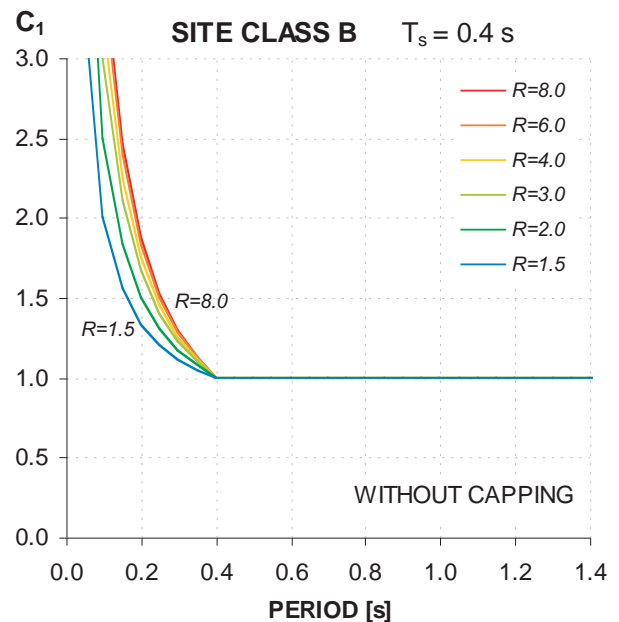 C₁ SITE CLASS B Tₛ = 0.4 s
3.0
R=8.0
R=6.0
2.5
R=4.0
R=3.0
2.0
R=2.0
R=1.5
1.5
R=8.0
R=1.5
1.0
0.5
WITHOUT CAPPING
0.0
0.0 0.2 0.4 0.6 0.8 1.0 1.2 1.4
PERIOD [s]